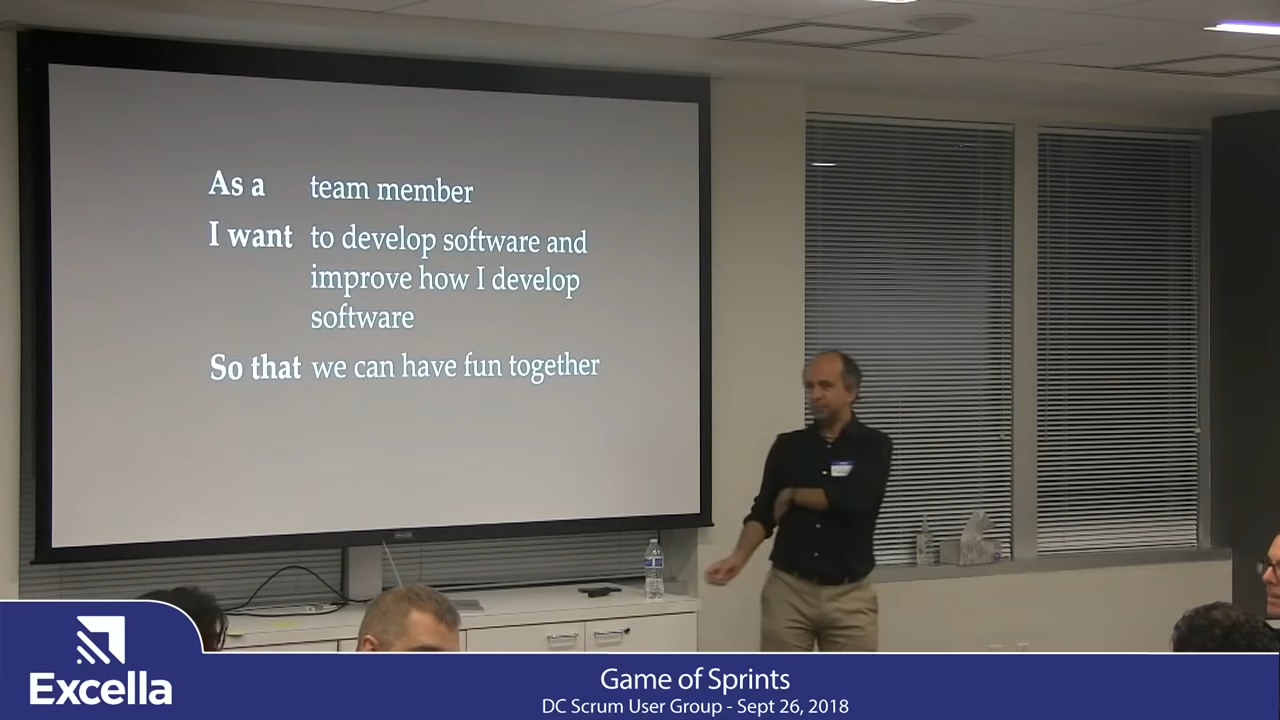 As a team member
I want to develop software and
improve how I develop
software
So that we can have fun together
Excella
Game of Sprints
DC Scrum User Group - Sept 26, 2018